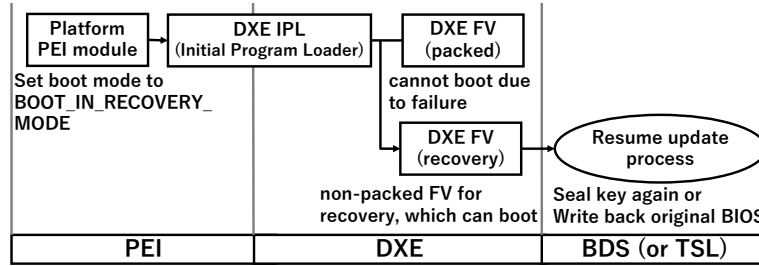 Platform
PEI module
DXE IPL
(Initial Program Loader)
DXE FV
(packed)
Set boot mode to
BOOT_IN_RECOVERY_
MODE
cannot boot due
to failure
DXE FV
(recovery)
Resume update
process
non-packed FV for
recovery, which can boot
Seal key again or
Write back original BIOS
PEI
DXE
BDS (or TSL)